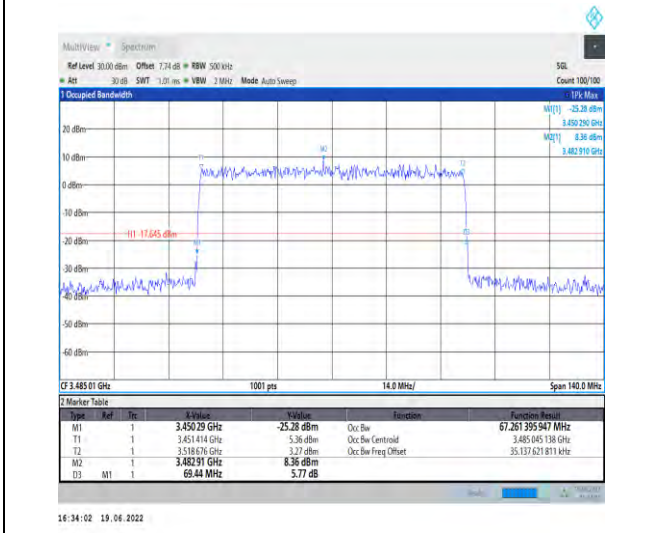 MultiView Spectrum
Ref Level 30.00 dBm Offset 7.74 dB RBW 500 kHz SGL
Att 30 dB SWT 1.01 ms VBW 2 MHz Mode Auto Sweep Count 100/100
1 Occupied Bandwidth 1Pk Max
M1[1] -25.28 dBm
3.450 290 GHz
M2[1] 8.36 dBm
3.482 910 GHz
20 dBm
M2
10 dBm
T1
T2
0 dBm
-10 dBm
H1 -17.645 dBm
-20 dBm
M1
D3
-30 dBm
-40 dBm
-50 dBm
-60 dBm
CF 3.485 01 GHz 1001 pts 14.0 MHz/ Span 140.0 MHz
2 Marker Table
Type Ref Trc X-Value Y-Value Function Function Result
M1 1 3.450 29 GHz -25.28 dBm Occ Bw 67.261 395 947 MHz
T1 1 3.451 414 GHz 5.36 dBm Occ Bw Centroid 3.485 045 138 GHz
T2 1 3.518 676 GHz 3.27 dBm Occ Bw Freq Offset 35.137 621 811 kHz
M2 1 3.482 91 GHz 8.36 dBm
D3 M1 1 69.44 MHz 5.77 dB
16:34:02 19.06.2022